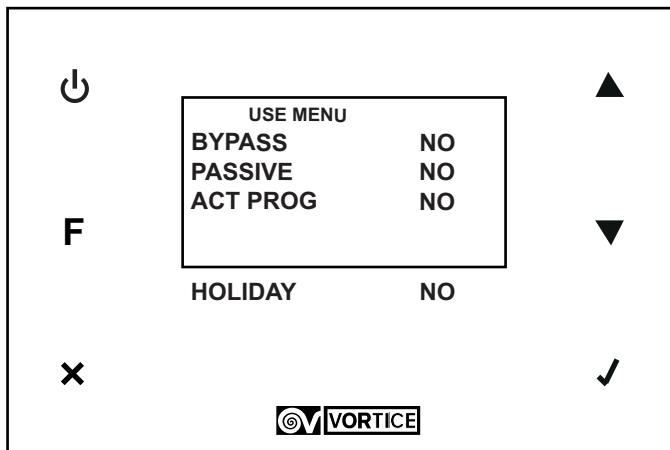 USE MENU
BYPASS NO
PASSIVE NO
ACT PROG NO
F
HOLIDAY NO
VORTICE